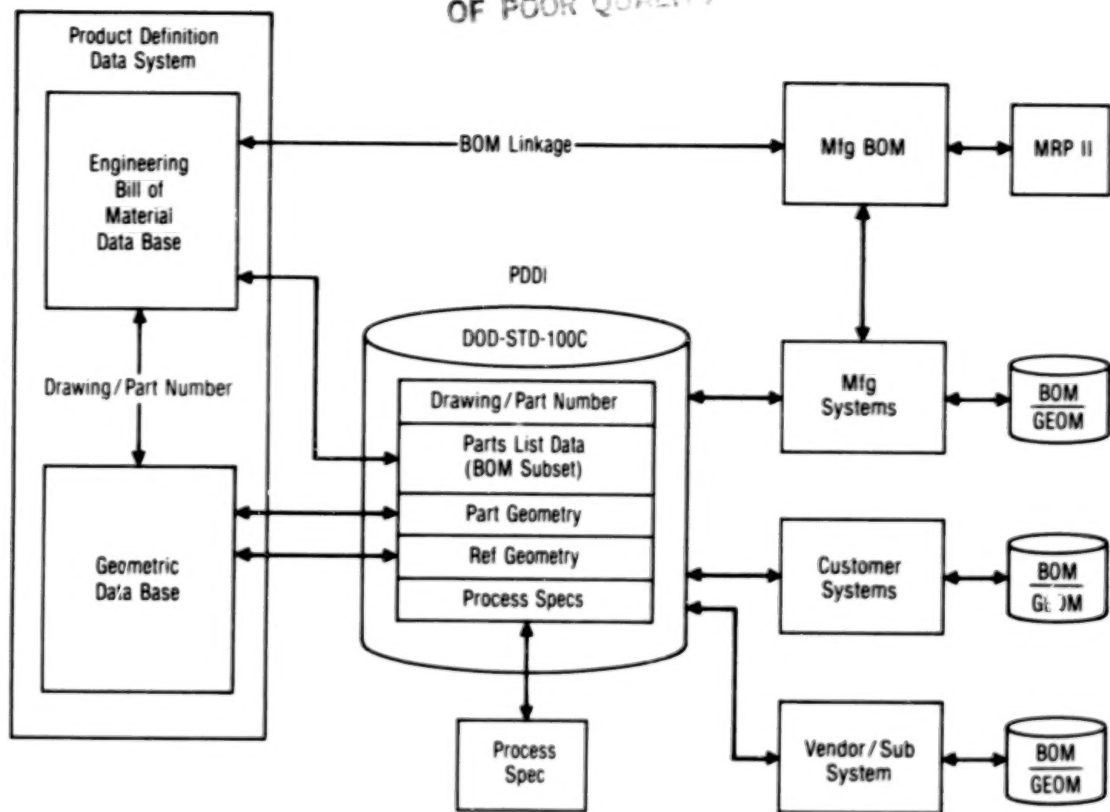 OF POOR
Product Definition
Data System
Engineering
Bill of
Material
Data Base
BOM Linkage
Mfg BOM
MRP II
PDDI
DOD-STD-100C
Drawing/Part Number
Drawing/Part Number
Parts List Data
(BOM Subset)
Part Geometry
Ref Geometry
Process Specs
Geometric
Data Base
Process
Spec
Mfg
Systems
BOM
GEOM
Customer
Systems
BOM
GEOM
Vendor/Sub
System
BOM
GEOM